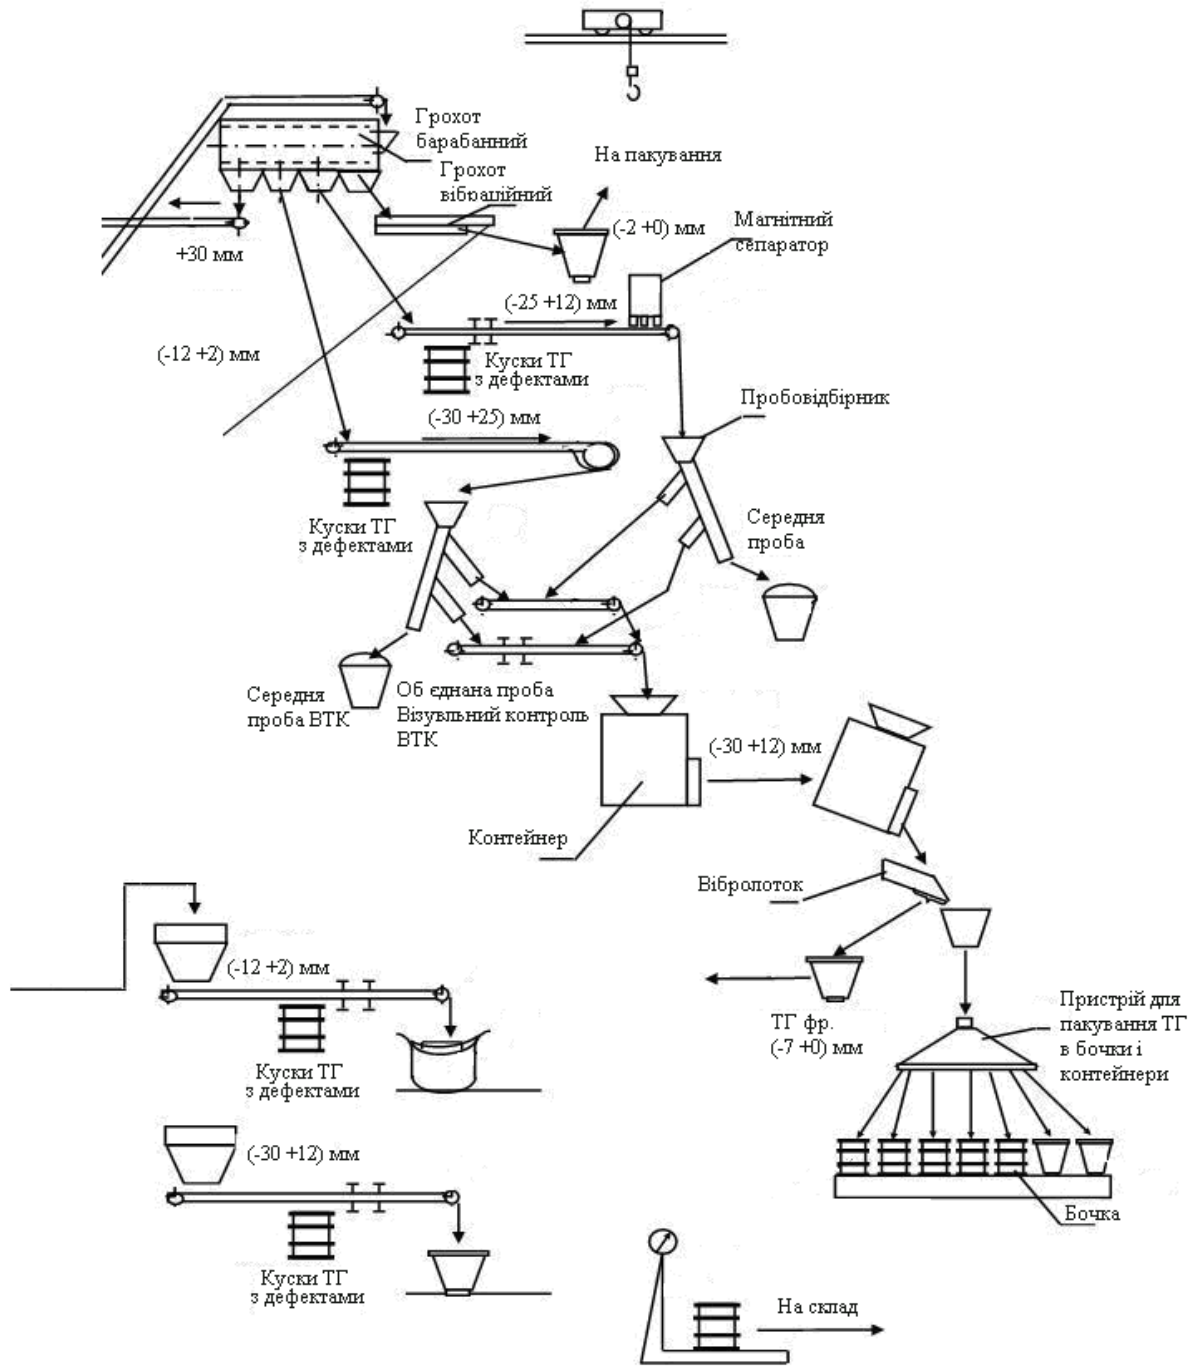 Грохот
барабанний
Грохот
вібраційний
На пакування
(-2 +0) мм
Магнітний
сепаратор
+30 мм
(-25 +12) мм
(-12 +2) мм
Куски ТГ
з дефектами
Пробовідбірник
(-30 +25) мм
Куски ТГ
з дефектами
Середня
проба
Середня
проба ВТК
Об єднана проба
Візувльний контроль
ВТК
(-30 +12) мм
Контейнер
Вібролоток
(-12 +2) мм
Куски ТГ
з дефектами
ТГ фр.
(-7 +0) мм
Пристрій для
пакування ТГ
в бочки і
контейнери
(-30 +12) мм
Бочка
Куски ТГ
з дефектами
На склад